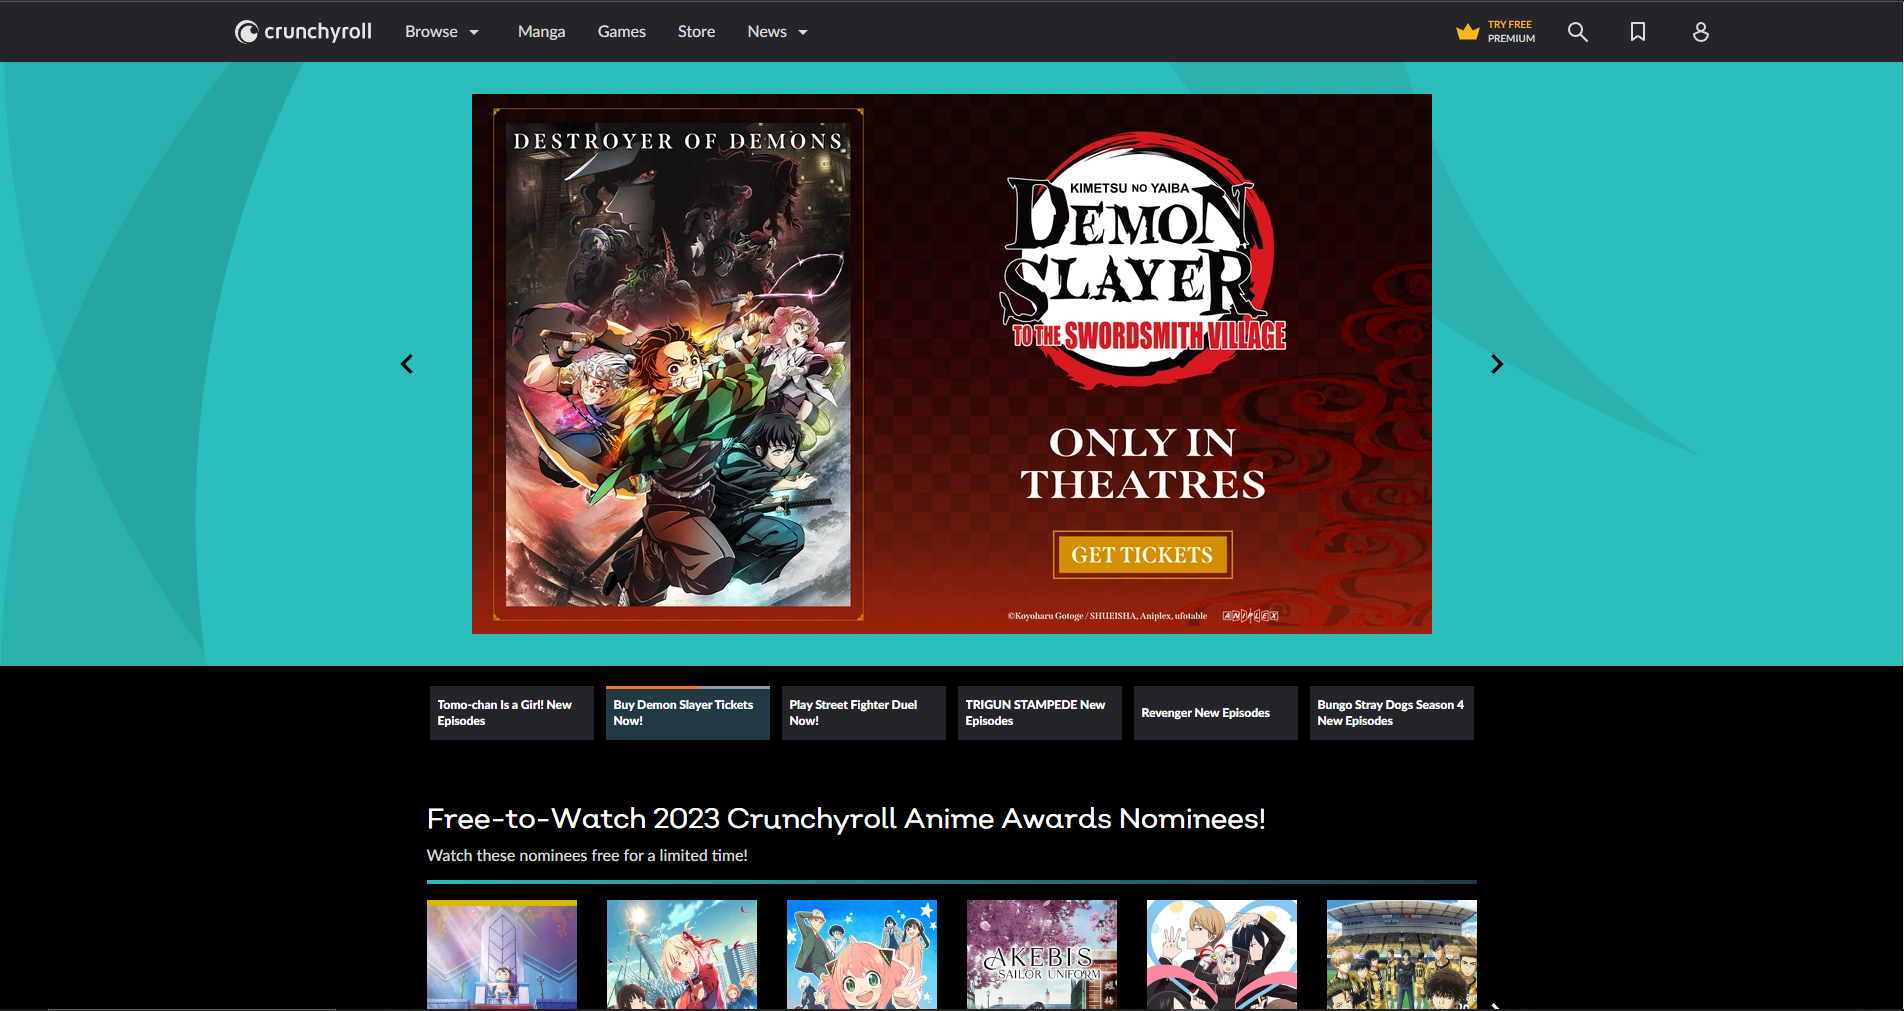 crunchyroll
Browse
Manga
Games
Store
News
TRY FREE
PREMIUM
DESTROYER OF DEMONS
KIMETSU NO YAIBA
DEMON
SLAYER
TO THE SWORDSMITH VILLAGE
ONLY IN
THEATRES
GET TICKETS
©Koyoharu Gotoge / SHUEISHA, Aniplex, ufotable
ANIPLEX
Tomo-chan Is a Girl! New
Episodes
Buy Demon Slayer Tickets
Now!
Play Street Fighter Duel
Now!
TRIGUN STAMPEDE New
Episodes
Revenger New Episodes
Bungo Stray Dogs Season 4
New Episodes
Free-to-Watch 2023 Crunchyroll Anime Awards Nominees!
Watch these nominees free for a limited time!
AKEBIS
SAILOR UNIFORM